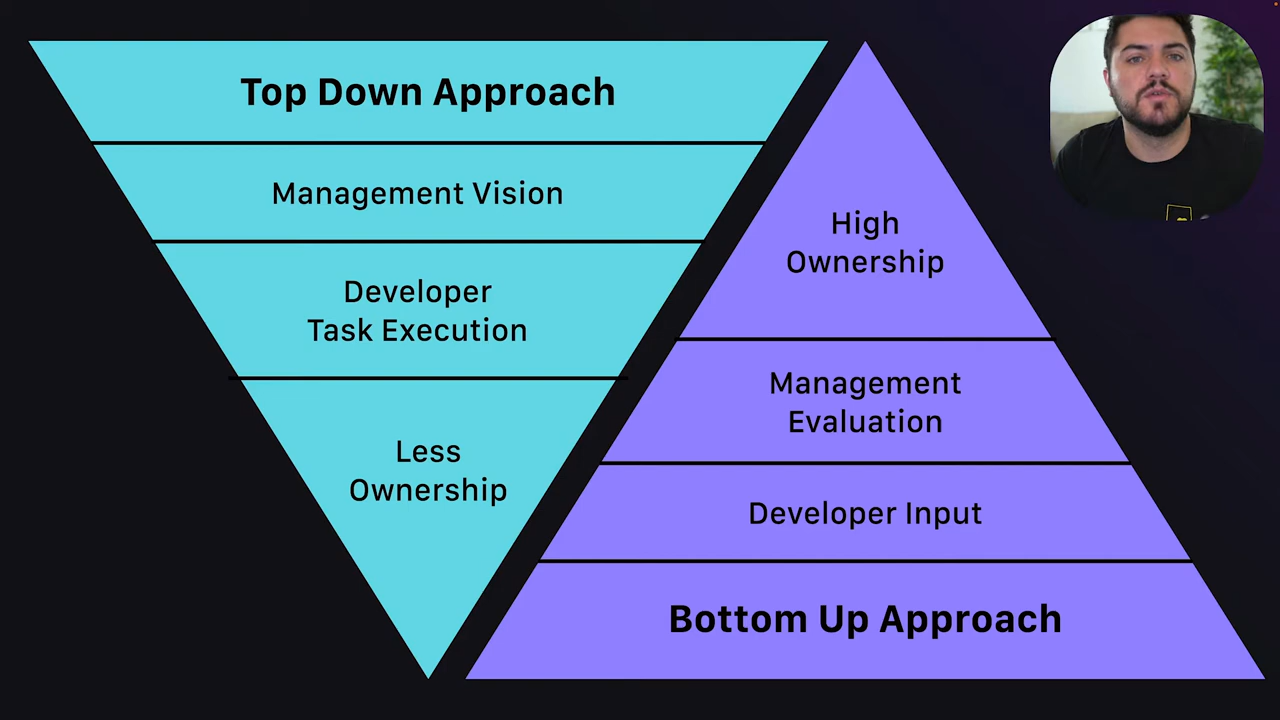 Top Down Approach
Management Vision
Developer
Task Execution
Less
Ownership
High
Ownership
Management
Evaluation
Developer Input
Bottom Up Approach